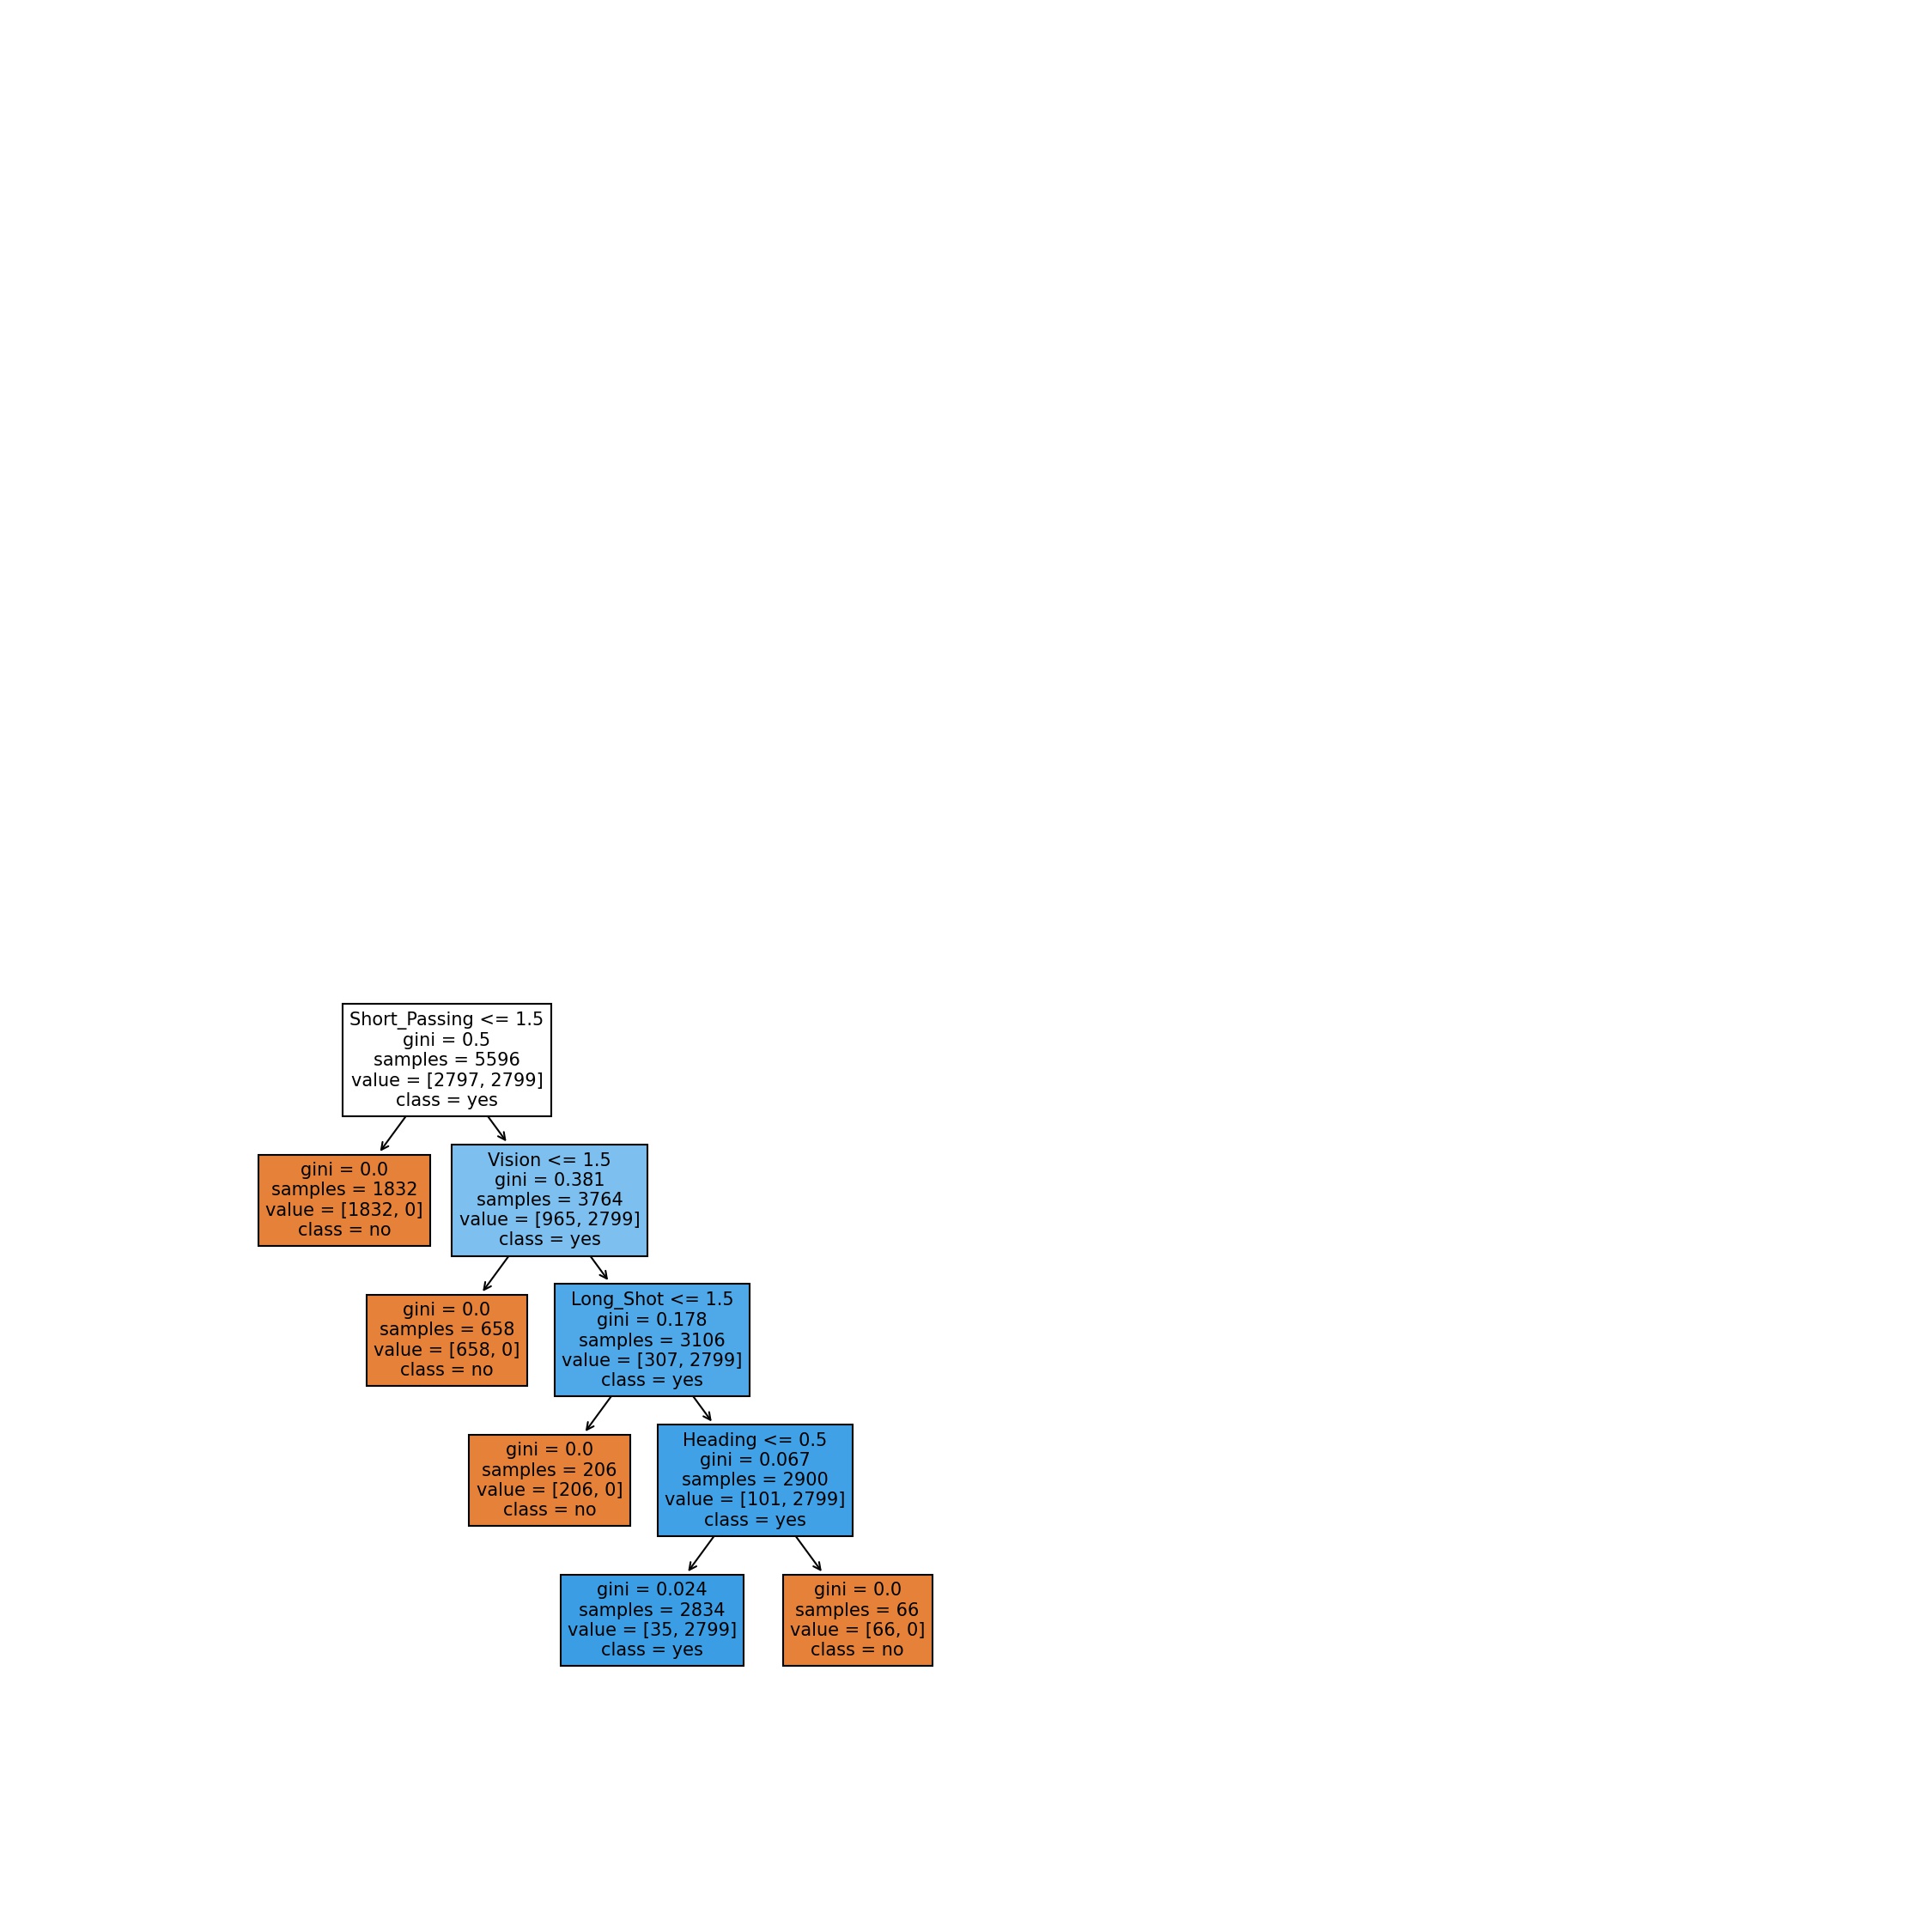 Short_Passing <= 1.5
gini = 0.5
samples = 5596
value = [2797, 2799]
class = yes
gini = 0.0
samples = 1832
value = [1832, 0]
class = no
Vision <= 1.5
gini = 0.381
samples = 3764
value = [965, 2799]
class = yes
gini = 0.0
samples = 658
value = [658, 0]
class = no
Long_Shot <= 1.5
gini = 0.178
samples = 3106
value = [307, 2799]
class = yes
gini = 0.0
samples = 206
value = [206, 0]
class = no
Heading <= 0.5
gini = 0.067
samples = 2900
value = [101, 2799]
class = yes
gini = 0.024
samples = 2834
value = [35, 2799]
class = yes
gini = 0.0
samples = 66
value = [66, 0]
class = no